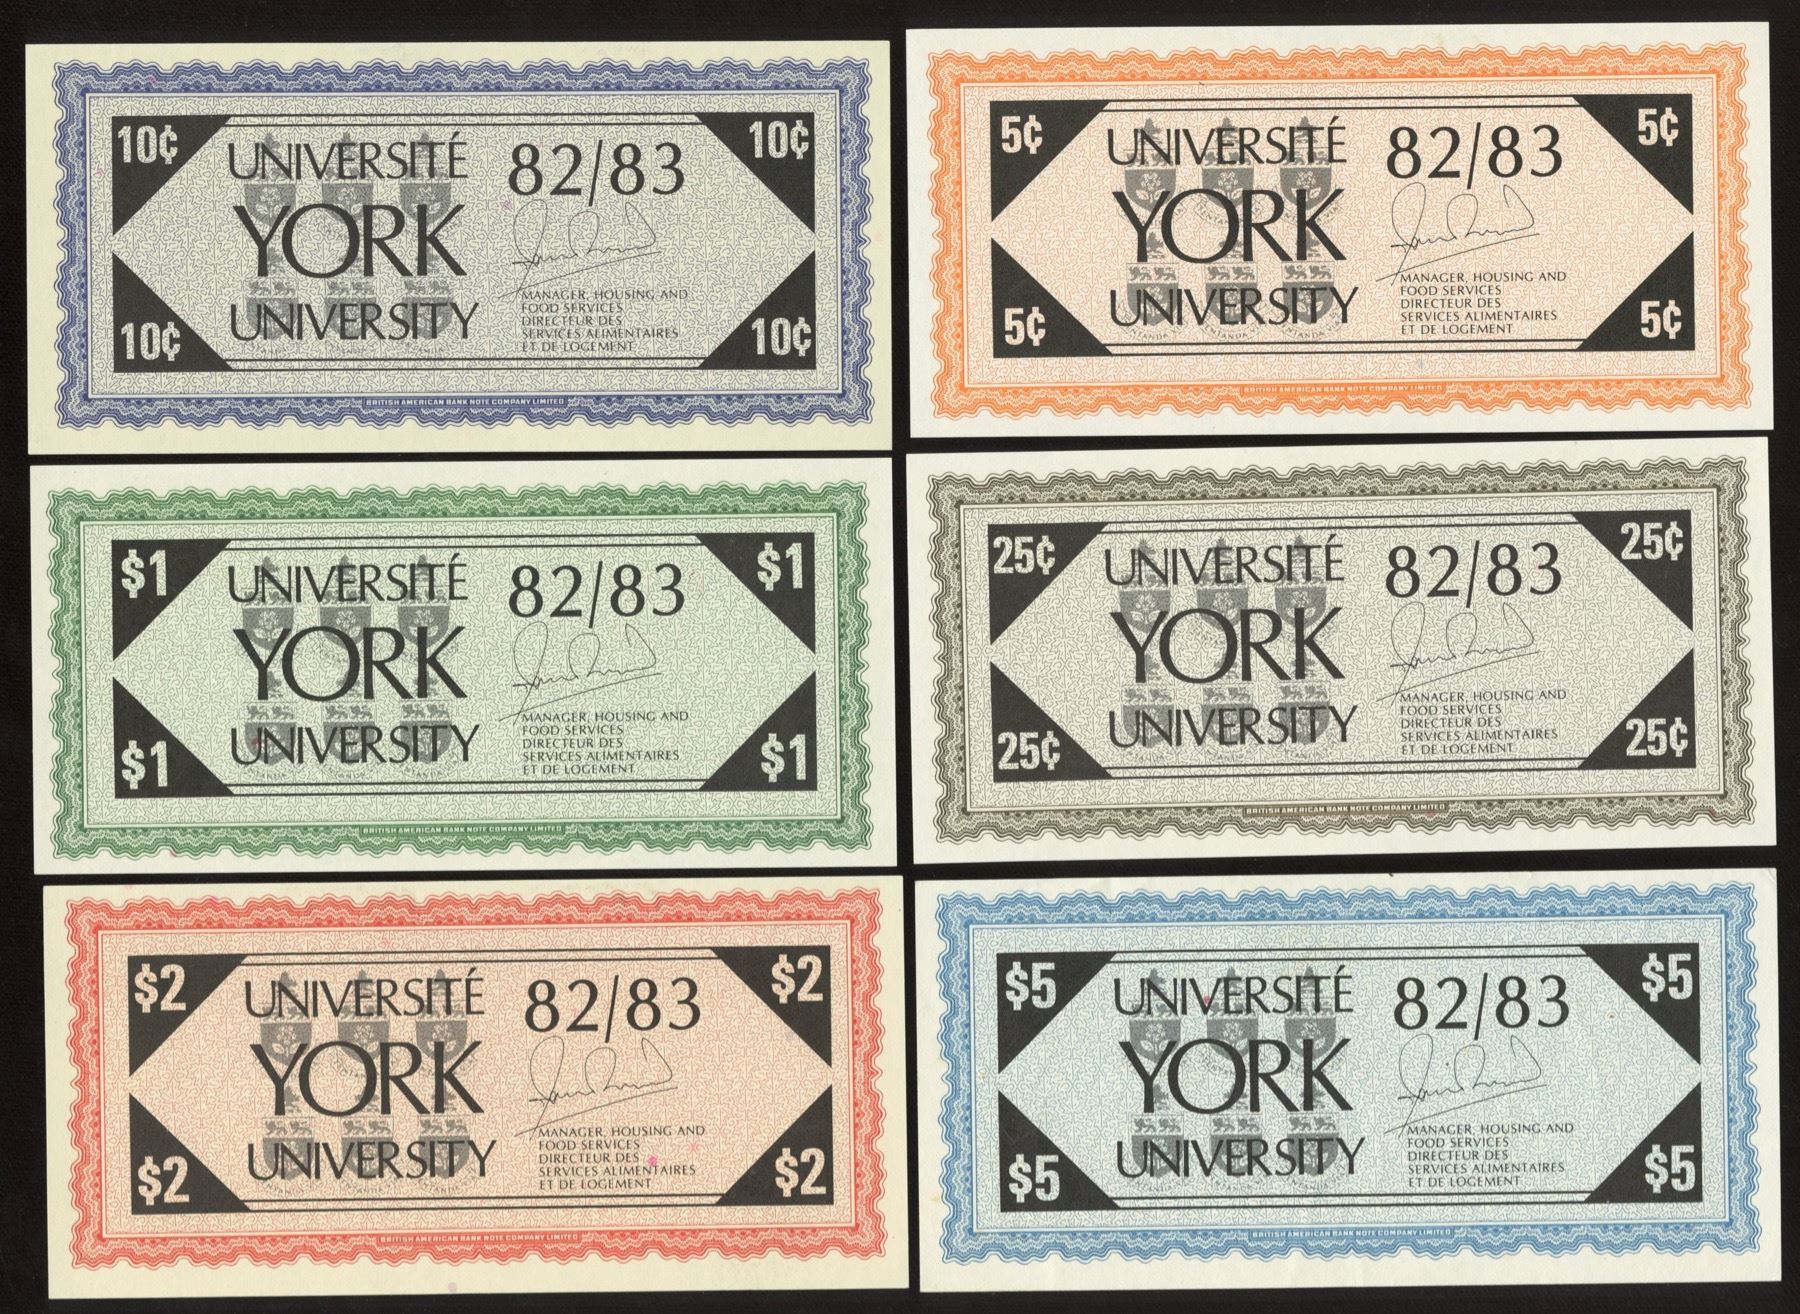 10¢ 10¢
UNIVERSITÉ 82/83
YORK
UNIVERSITY
MANAGER, HOUSING AND
FOOD SERVICES
DIRECTEUR DES
SERVICES ALIMENTAIRES
ET DE LOGEMENT
10¢ 10¢
BRITISH AMERICAN BANK NOTE COMPANY LIMITED
5¢ 5¢
UNIVERSITÉ 82/83
YORK
UNIVERSITY
MANAGER, HOUSING AND
FOOD SERVICES
DIRECTEUR DES
SERVICES ALIMENTAIRES
ET DE LOGEMENT
5¢ 5¢
BRITISH AMERICAN BANK NOTE COMPANY LIMITED
$1 $1
UNIVERSITÉ 82/83
YORK
UNIVERSITY
MANAGER, HOUSING AND
FOOD SERVICES
DIRECTEUR DES
SERVICES ALIMENTAIRES
ET DE LOGEMENT
$1 $1
BRITISH AMERICAN BANK NOTE COMPANY LIMITED
25¢ 25¢
UNIVERSITÉ 82/83
YORK
UNIVERSITY
MANAGER, HOUSING AND
FOOD SERVICES
DIRECTEUR DES
SERVICES ALIMENTAIRES
ET DE LOGEMENT
25¢ 25¢
BRITISH AMERICAN BANK NOTE COMPANY LIMITED
$2 $2
UNIVERSITÉ 82/83
YORK
UNIVERSITY
MANAGER, HOUSING AND
FOOD SERVICES
DIRECTEUR DES
SERVICES ALIMENTAIRES
ET DE LOGEMENT
$2 $2
BRITISH AMERICAN BANK NOTE COMPANY LIMITED
$5 $5
UNIVERSITÉ 82/83
YORK
UNIVERSITY
MANAGER, HOUSING AND
FOOD SERVICES
DIRECTEUR DES
SERVICES ALIMENTAIRES
ET DE LOGEMENT
$5 $5
BRITISH AMERICAN BANK NOTE COMPANY LIMITED